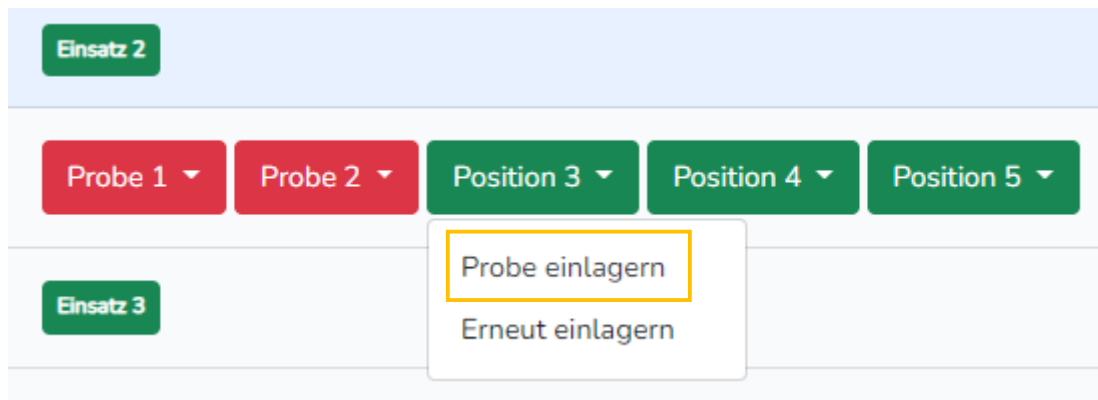 Einsatz 2
Probe 1 Probe 2 Position 3 Position 4 Position 5
Probe einlagern
Erneut einlagern
Einsatz 3